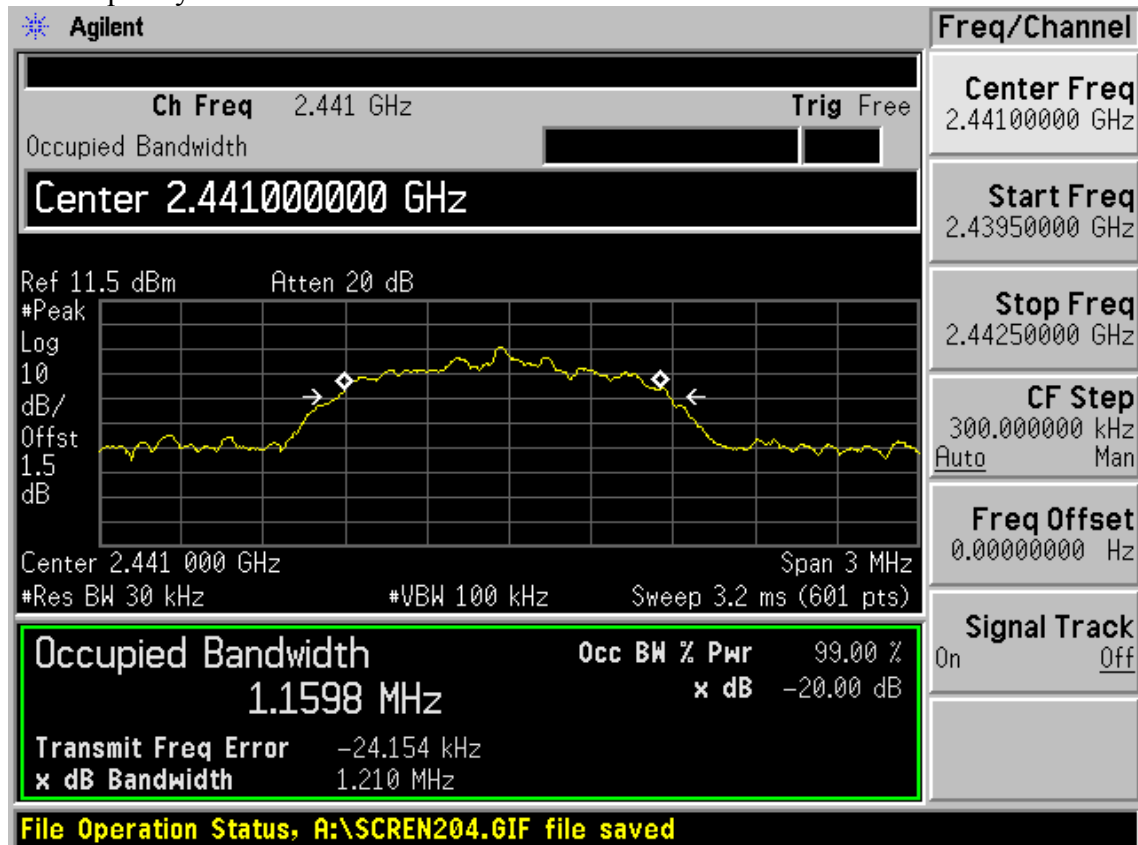 Agilent
Freq/Channel
Ch Freq 2.441 GHz Trig Free
Occupied Bandwidth
Center 2.441000000 GHz
Ref 11.5 dBm Atten 20 dB
#Peak
Log
10
dB/
Offst
1.5
dB
Center 2.441 000 GHz Span 3 MHz
#Res BW 30 kHz #VBW 100 kHz Sweep 3.2 ms (601 pts)
Occupied Bandwidth
1.1598 MHz
Occ BW % Pwr 99.00 %
x dB -20.00 dB
Transmit Freq Error -24.154 kHz
x dB Bandwidth 1.210 MHz
Center Freq
2.44100000 GHz
Start Freq
2.43950000 GHz
Stop Freq
2.44250000 GHz
CF Step
300.000000 kHz
Auto Man
Freq Offset
0.00000000 Hz
Signal Track
On Off
File Operation Status, A:\SCREN204.GIF file saved